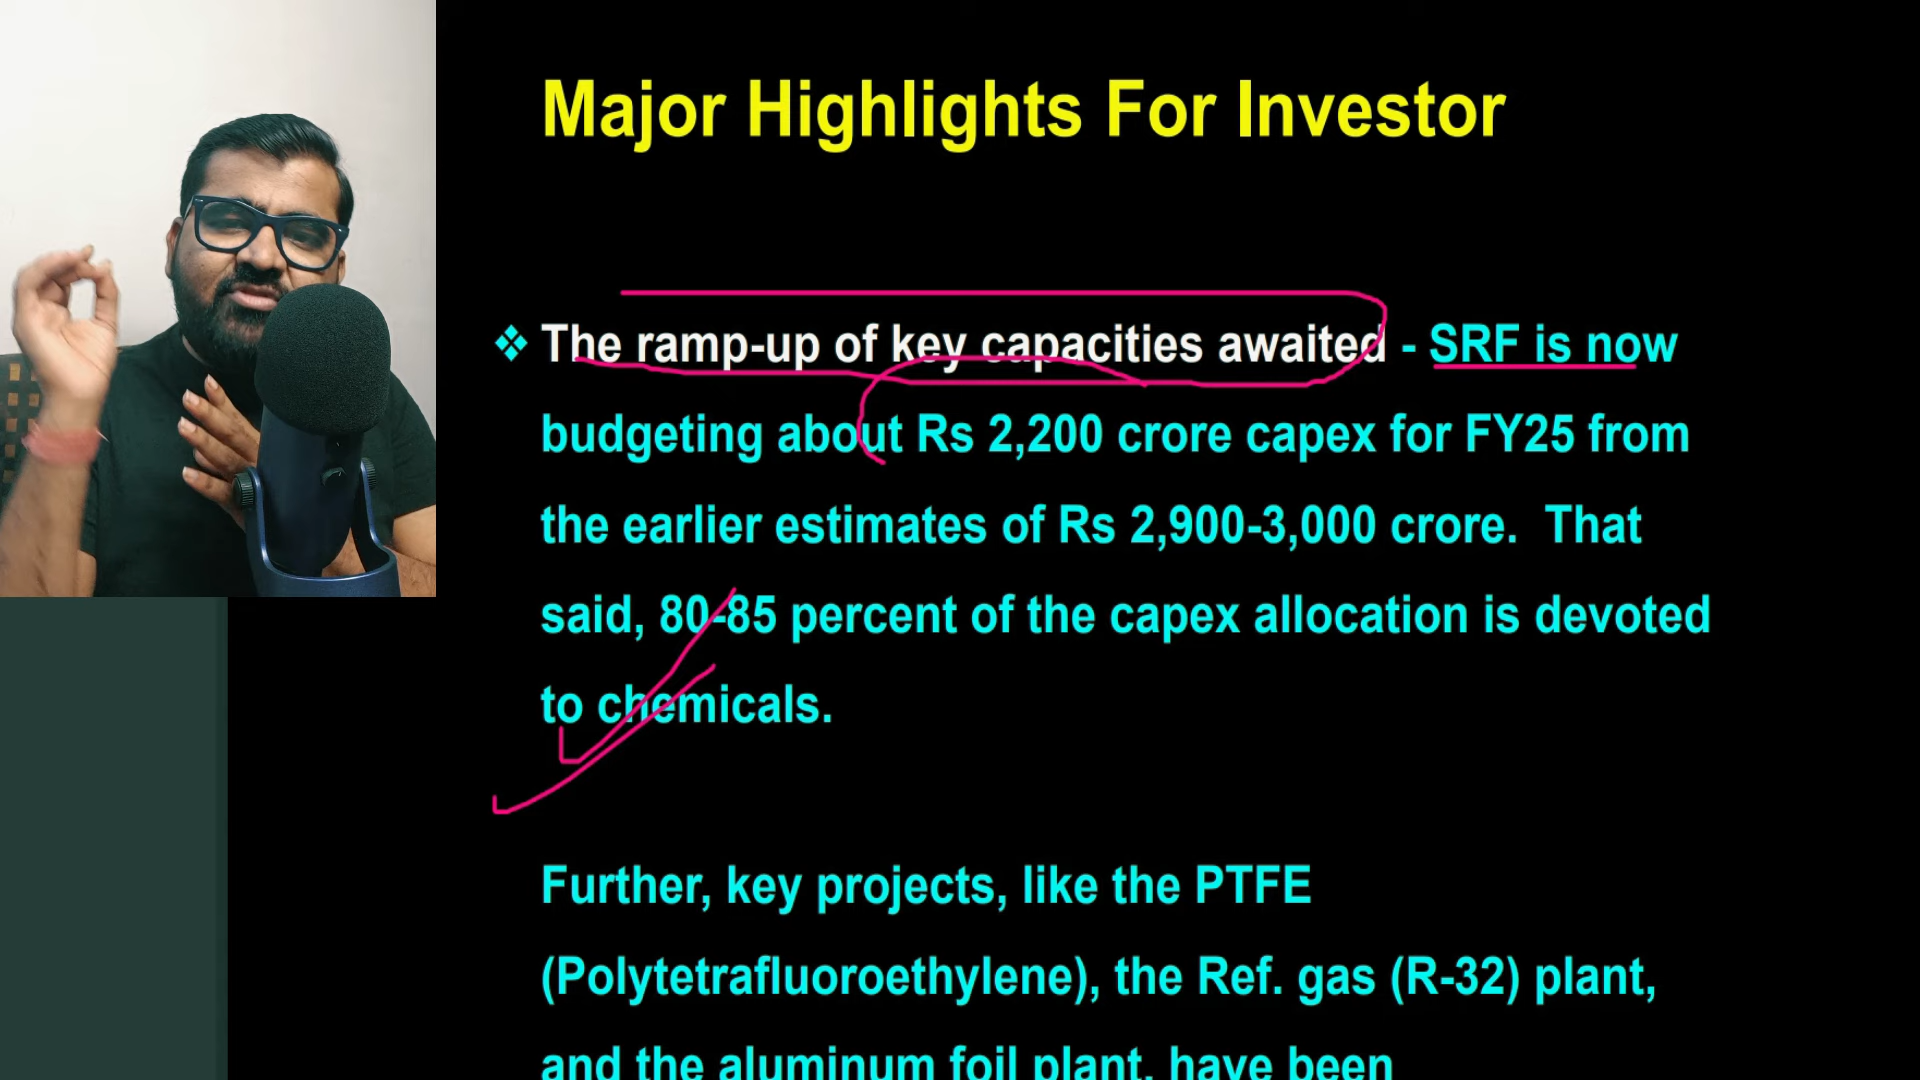 Major Highlights For Investor
❖ The ramp-up of key capacities awaited - SRF is now
budgeting about Rs 2,200 crore capex for FY25 from
the earlier estimates of Rs 2,900-3,000 crore. That
said, 80-85 percent of the capex allocation is devoted
to chemicals.
Further, key projects, like the PTFE
(Polytetrafluoroethylene), the Ref. gas (R-32) plant,
and the aluminum foil plant, have been